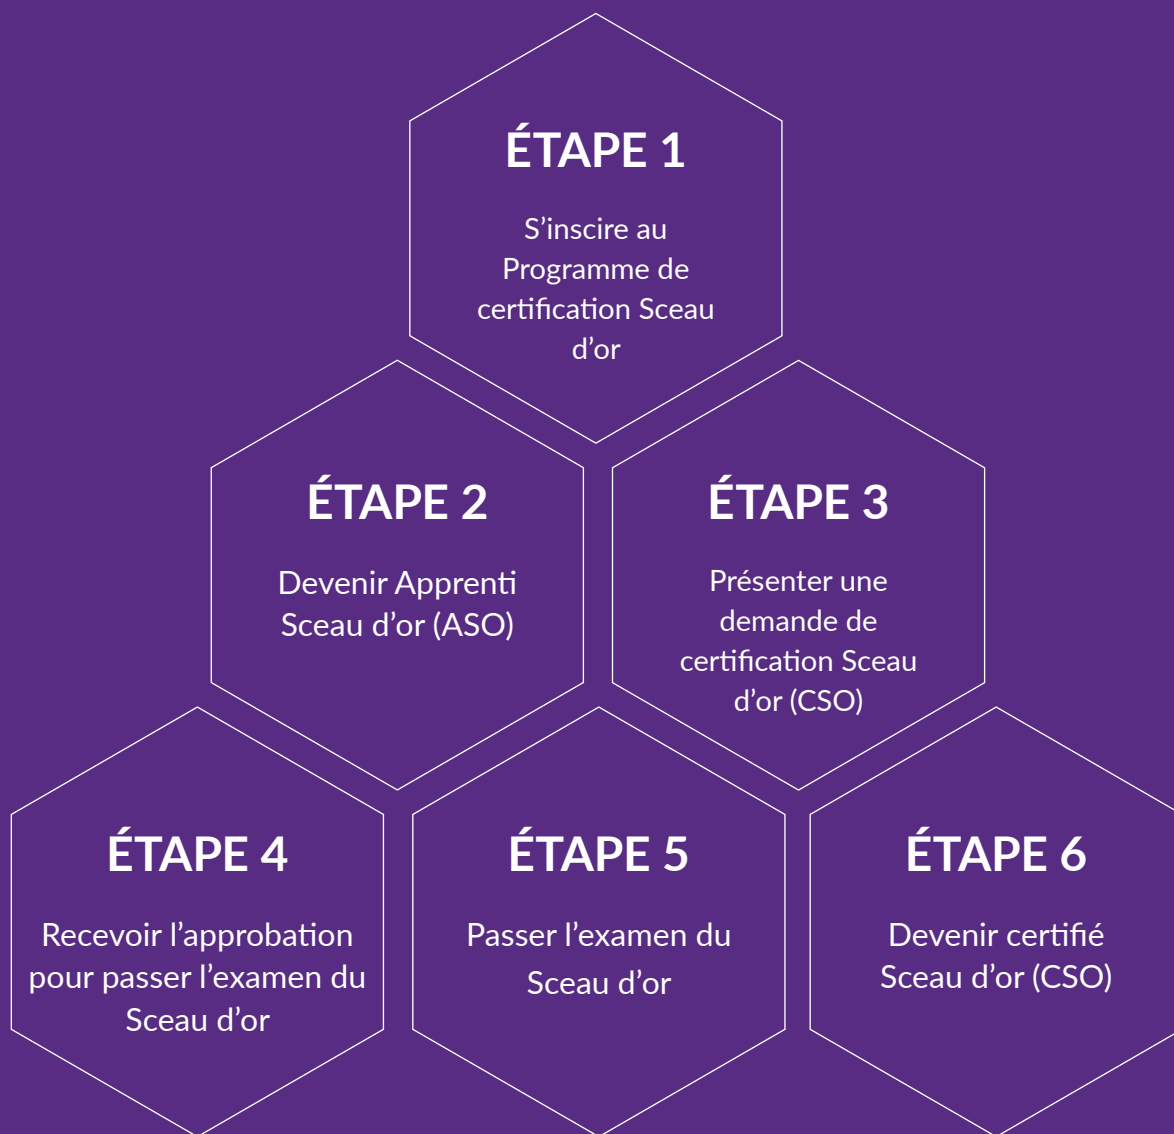 ÉTAPE 1
S’inscire au
Programme de
certification Sceau
d’or
ÉTAPE 2
Devenir Apprenti
Sceau d’or (ASO)
ÉTAPE 3
Présenter une
demande de
certification Sceau
d’or (CSO)
ÉTAPE 4
Recevoir l’approbation
pour passer l’examen du
Sceau d’or
ÉTAPE 5
Passer l’examen du
Sceau d’or
ÉTAPE 6
Devenir certifié
Sceau d’or (CSO)